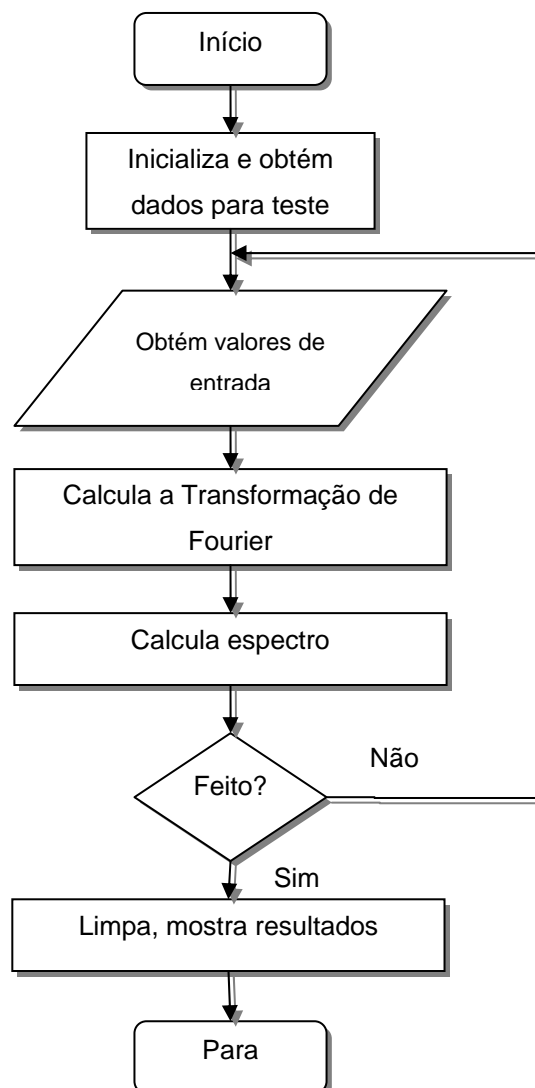 Início
Inicializa e obtém
dados para teste
Obtém valores de
entrada
Calcula a Transformação de
Fourier
Calcula espectro
Não
Feito?
Sim
Limpa, mostra resultados
Para